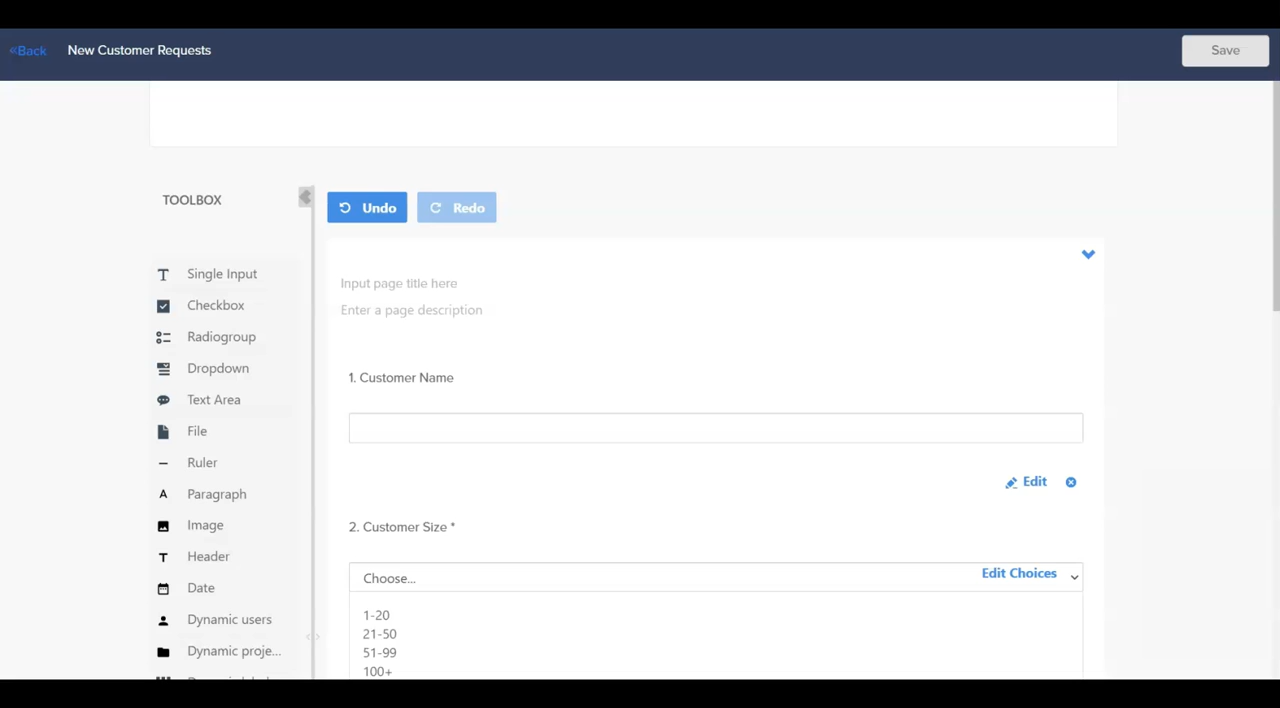 «Back
New Customer Requests
Save
TOOLBOX
Undo
Redo
Single Input
Checkbox
Radiogroup
Dropdown
Text Area
File
Ruler
Paragraph
Image
Header
Date
Dynamic users
Dynamic proje...
Input page title here
Enter a page description
1. Customer Name
Edit
2. Customer Size *
Choose...
Edit Choices
1-20
21-50
51-99
100+